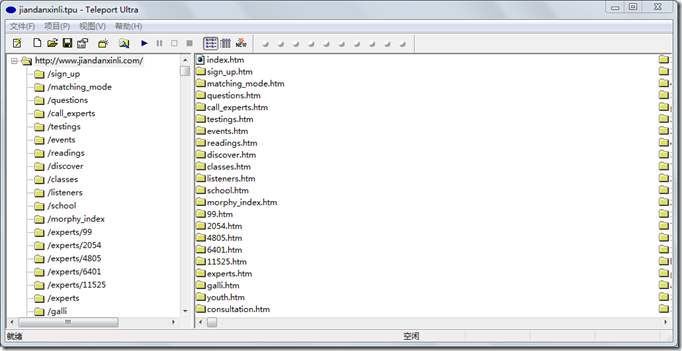 jiandanxinli.tpu - Teleport Ultra
文件(F) 项目(P) 视图(V) 帮助(H)
NEW
http://www.jiandanxinli.com/
/sign_up
/matching_mode
/questions
/call_experts
/testings
/events
/readings
/discover
/classes
/listeners
/school
/morphy_index
/experts/99
/experts/2054
/experts/4805
/experts/6401
/experts/11525
/experts
/galli
index.htm
sign_up.htm
matching_mode.htm
questions.htm
call_experts.htm
testings.htm
events.htm
readings.htm
discover.htm
classes.htm
listeners.htm
school.htm
morphy_index.htm
99.htm
2054.htm
4805.htm
6401.htm
11525.htm
experts.htm
galli.htm
youth.htm
consultation.htm
就绪
空闲